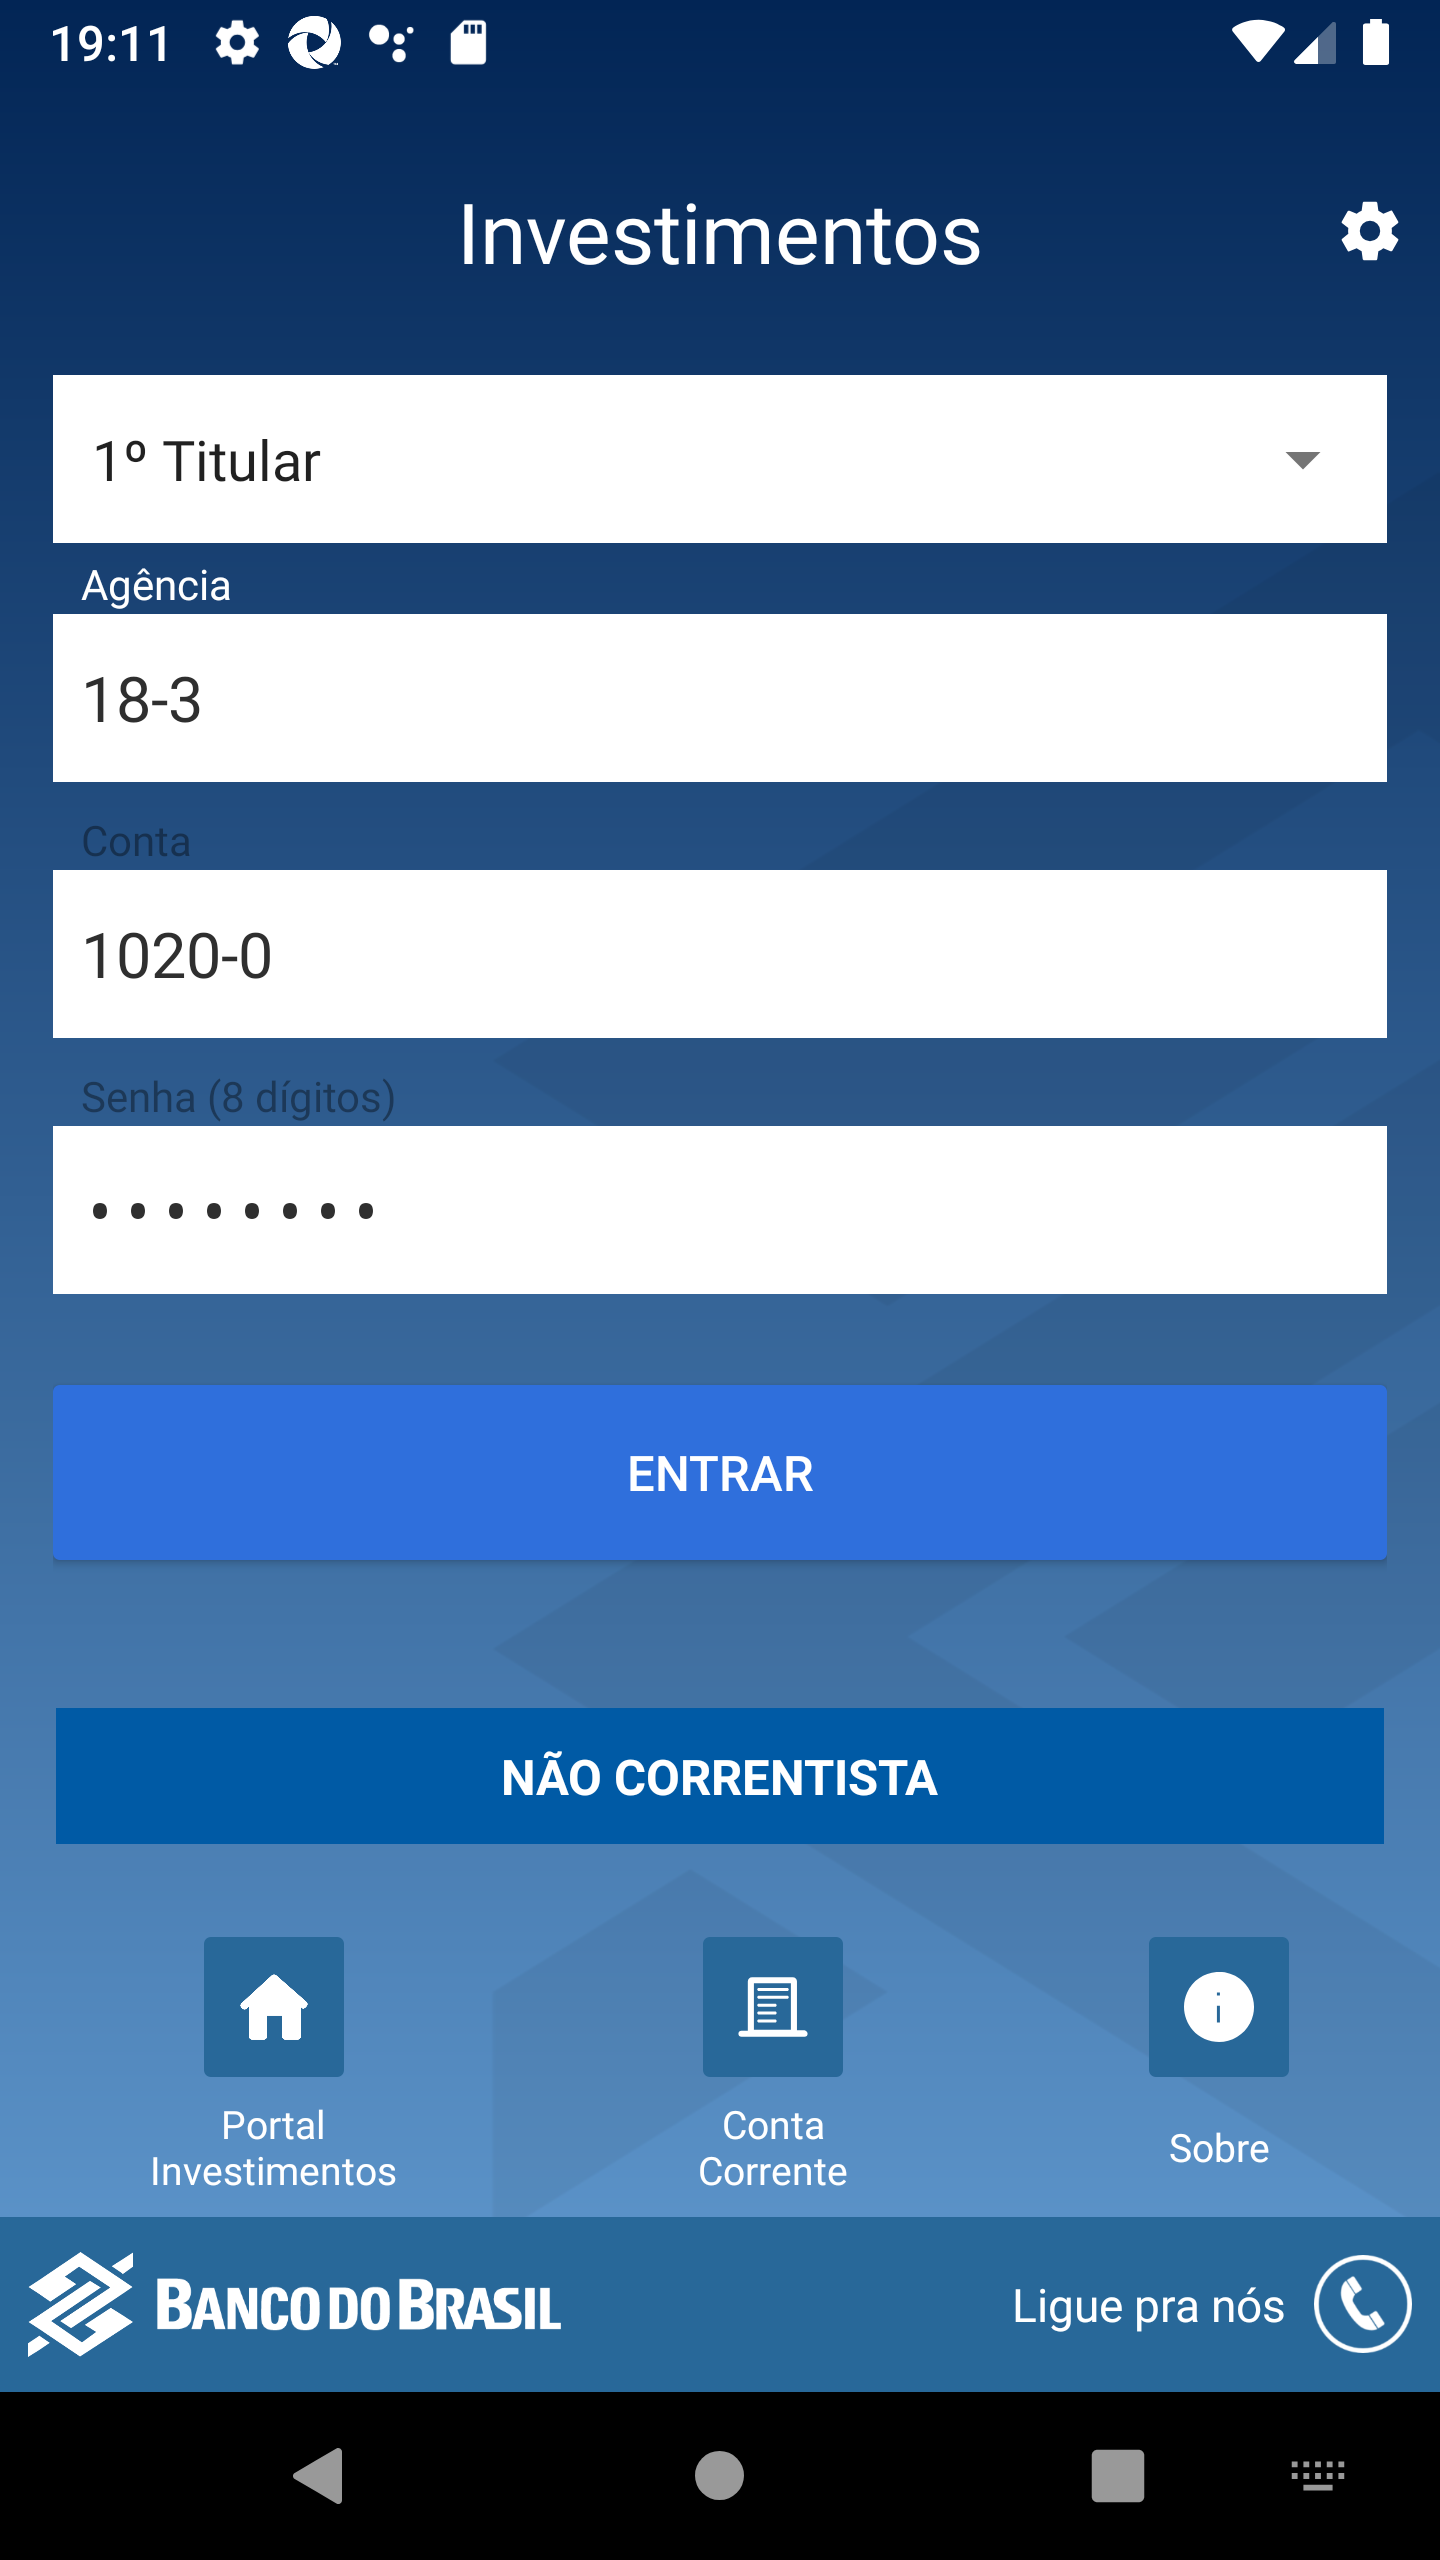 19:11
Investimentos
1º Titular
Agência
18-3
Conta
1020-0
Senha (8 dígitos)
••••••••
ENTRAR
NÃO CORRENTISTA
Portal
Investimentos
Conta
Corrente
Sobre
BANCO DO BRASIL
Ligue pra nós